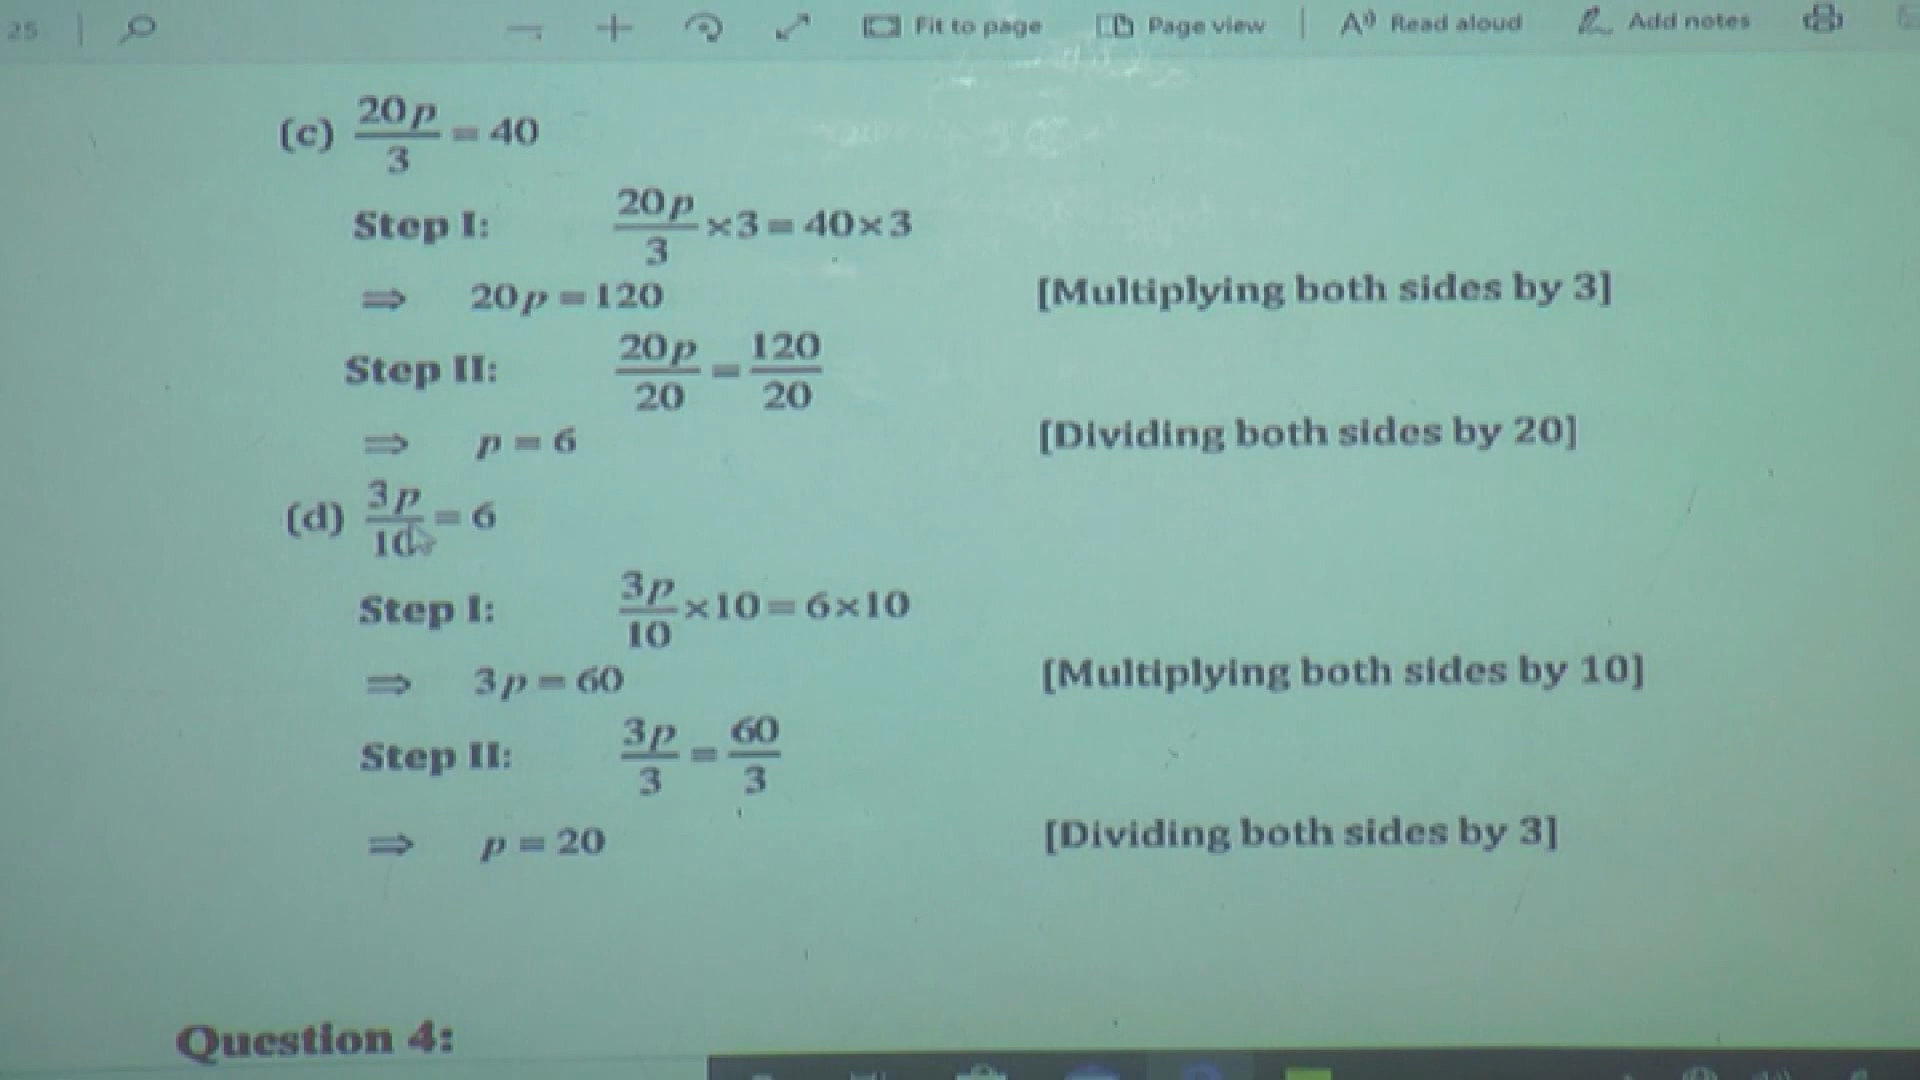 25 Fit to page Page view Read aloud Add notes
(c) 20p/3 = 40
Step I: 20p/3 ×3 = 40×3
⇒ 20p = 120 [Multiplying both sides by 3]
Step II: 20p/20 = 120/20
⇒ p = 6 [Dividing both sides by 20]
(d) 3p/10 = 6
Step I: 3p/10 ×10 = 6×10
⇒ 3p = 60 [Multiplying both sides by 10]
Step II: 3p/3 = 60/3
⇒ p = 20 [Dividing both sides by 3]
Question 4: